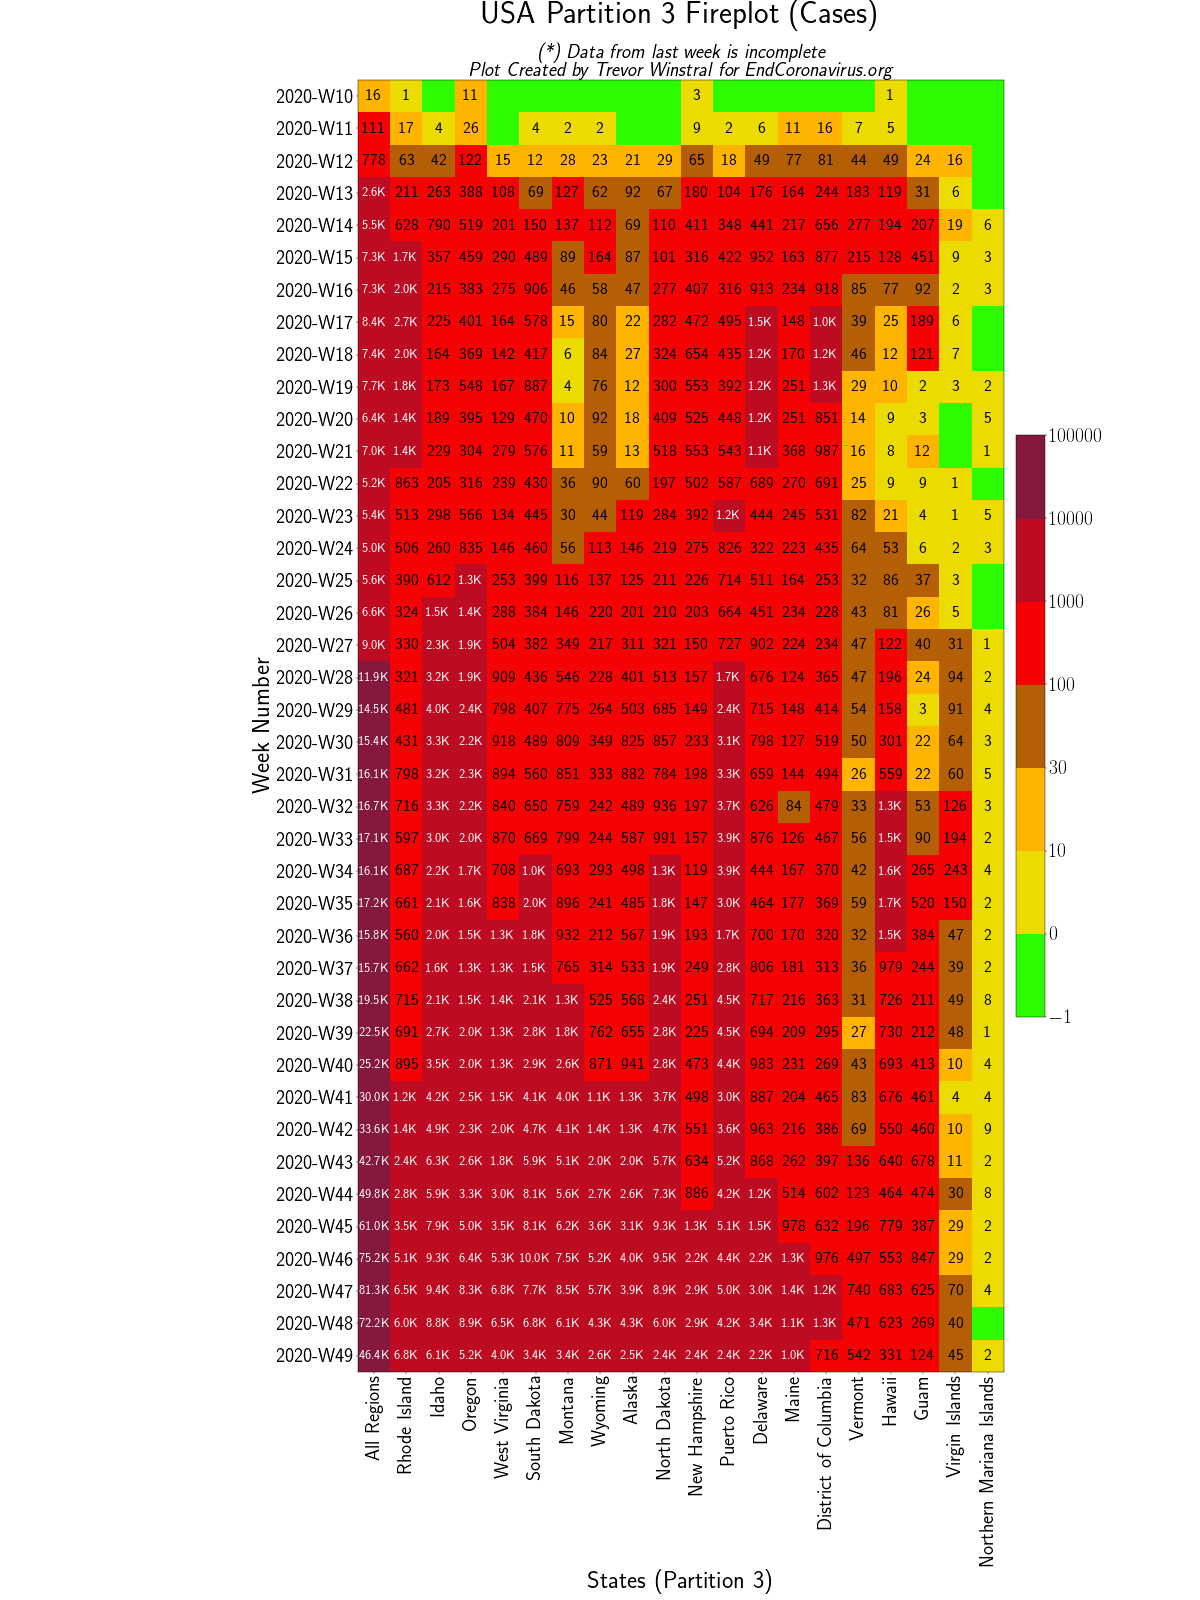 USA Partition 3 Fireplot (Cases)
(*) Data from last week is incomplete
Plot Created by Trevor Winstral for EndCoronavirus.org
2020-W10 16 1 11 3 1
2020-W11 111 17 4 26 4 2 2 9 2 6 11 16 7 5
2020-W12 778 63 42 122 15 12 28 23 21 29 65 18 49 77 81 44 49 24 16
2020-W13 2.6K 211 263 388 108 69 127 62 92 67 180 104 176 164 244 183 119 31 6
2020-W14 5.5K 628 790 519 201 150 137 112 69 110 411 348 441 217 656 277 194 207 19 6
2020-W15 7.3K 1.7K 357 459 290 489 89 164 87 101 316 422 952 163 877 215 128 451 9 3
2020-W16 7.3K 2.0K 215 383 275 906 46 58 47 277 407 316 913 234 918 85 77 92 2 3
2020-W17 8.4K 2.7K 225 401 164 578 15 80 22 282 472 495 1.5K 148 1.0K 39 25 189 6
2020-W18 7.4K 2.0K 164 369 142 417 6 84 27 324 654 435 1.2K 170 1.2K 46 12 121 7
2020-W19 7.7K 1.8K 173 548 167 887 4 76 12 300 553 392 1.2K 251 1.3K 29 10 2 3 2
2020-W20 6.4K 1.4K 189 395 129 470 10 92 18 409 525 448 1.2K 251 851 14 9 3 5
2020-W21 7.0K 1.4K 229 304 279 576 11 59 13 518 553 543 1.1K 368 987 16 8 12 1
2020-W22 5.2K 863 205 316 239 430 36 90 60 197 502 587 689 270 691 25 9 9 1
2020-W23 5.4K 513 298 566 134 445 30 44 119 284 392 1.2K 444 245 531 82 21 4 1 5
2020-W24 5.0K 506 260 835 146 460 56 113 146 219 275 826 322 223 435 64 53 6 2 3
2020-W25 5.6K 390 612 1.3K 253 399 116 137 125 211 226 714 511 164 253 32 86 37 3
2020-W26 6.6K 324 1.5K 1.4K 288 384 146 220 201 210 203 664 451 234 228 43 81 26 5
2020-W27 9.0K 330 2.3K 1.9K 504 382 349 217 311 321 150 727 902 224 234 47 122 40 31 1
2020-W28 11.9K 321 3.2K 1.9K 909 436 546 228 401 513 157 1.7K 676 124 365 47 196 24 94 2
2020-W29 14.5K 481 4.0K 2.4K 798 407 775 264 503 685 149 2.4K 715 148 414 54 158 3 91 4
2020-W30 15.4K 431 3.3K 2.2K 918 489 809 349 825 857 233 3.1K 798 127 519 50 301 22 64 3
2020-W31 16.1K 798 3.2K 2.3K 894 560 851 333 882 784 198 3.3K 659 144 494 26 559 22 60 5
2020-W32 16.7K 716 3.3K 2.2K 840 650 759 242 489 936 197 3.7K 626 84 479 33 1.3K 53 126 3
2020-W33 17.1K 597 3.0K 2.0K 870 669 799 244 587 991 157 3.9K 876 126 467 56 1.5K 90 194 2
2020-W34 16.1K 687 2.2K 1.7K 708 1.0K 693 293 498 1.3K 119 3.9K 444 167 370 42 1.6K 265 243 4
2020-W35 17.2K 661 2.1K 1.6K 838 2.0K 896 241 485 1.8K 147 3.0K 464 177 369 59 1.7K 520 150 2
2020-W36 15.8K 560 2.0K 1.5K 1.3K 1.8K 932 212 567 1.9K 193 1.7K 700 170 320 32 1.5K 384 47 2
2020-W37 15.7K 662 1.6K 1.3K 1.3K 1.5K 765 314 533 1.9K 249 2.8K 806 181 313 36 979 244 39 2
2020-W38 19.5K 715 2.1K 1.5K 1.4K 2.1K 1.3K 525 568 2.4K 251 4.5K 717 216 363 31 726 211 49 8
2020-W39 22.5K 691 2.7K 2.0K 1.3K 2.8K 1.8K 762 655 2.8K 225 4.5K 694 209 295 27 730 212 48 1
2020-W40 25.2K 895 3.5K 2.0K 1.3K 2.9K 2.6K 871 941 2.8K 473 4.4K 983 231 269 43 693 413 10 4
2020-W41 30.0K 1.2K 4.2K 2.5K 1.5K 4.1K 4.0K 1.1K 1.3K 3.7K 498 3.0K 887 204 465 83 676 461 4 4
2020-W42 33.6K 1.4K 4.9K 2.3K 2.0K 4.7K 4.1K 1.4K 1.3K 4.7K 551 3.6K 963 216 386 69 550 460 10 9
2020-W43 42.7K 2.4K 6.3K 2.6K 1.8K 5.9K 5.1K 2.0K 2.0K 5.7K 634 5.2K 868 262 397 136 640 678 11 2
2020-W44 49.8K 2.8K 5.9K 3.3K 3.0K 8.1K 5.6K 2.7K 2.6K 7.3K 886 4.2K 1.2K 514 602 123 464 474 30 8
2020-W45 61.0K 3.5K 7.9K 5.0K 3.5K 8.1K 6.2K 3.6K 3.1K 9.3K 1.3K 5.1K 1.5K 978 632 196 779 387 29 2
2020-W46 75.2K 5.1K 9.3K 6.4K 5.3K 10.0K 7.5K 5.2K 4.0K 9.5K 2.2K 4.4K 2.2K 1.3K 976 497 553 847 29 2
2020-W47 81.3K 6.5K 9.4K 8.3K 6.8K 7.7K 8.5K 5.7K 3.9K 8.9K 2.9K 5.0K 3.0K 1.4K 1.2K 740 683 625 70 4
2020-W48 72.2K 6.0K 8.8K 8.9K 6.5K 6.8K 6.1K 4.3K 4.3K 6.0K 2.9K 4.2K 3.4K 1.1K 1.3K 471 623 269 40
2020-W49 46.4K 6.8K 6.1K 5.2K 4.0K 3.4K 3.4K 2.6K 2.5K 2.4K 2.4K 2.4K 2.2K 1.0K 716 542 331 124 45 2
Week Number
100000
10000
1000
100
30
10
0
−1
All Regions
Rhode Island
Idaho
Oregon
West Virginia
South Dakota
Montana
Wyoming
Alaska
North Dakota
New Hampshire
Puerto Rico
Delaware
Maine
District of Columbia
Vermont
Hawaii
Guam
Virgin Islands
Northern Mariana Islands
States (Partition 3)